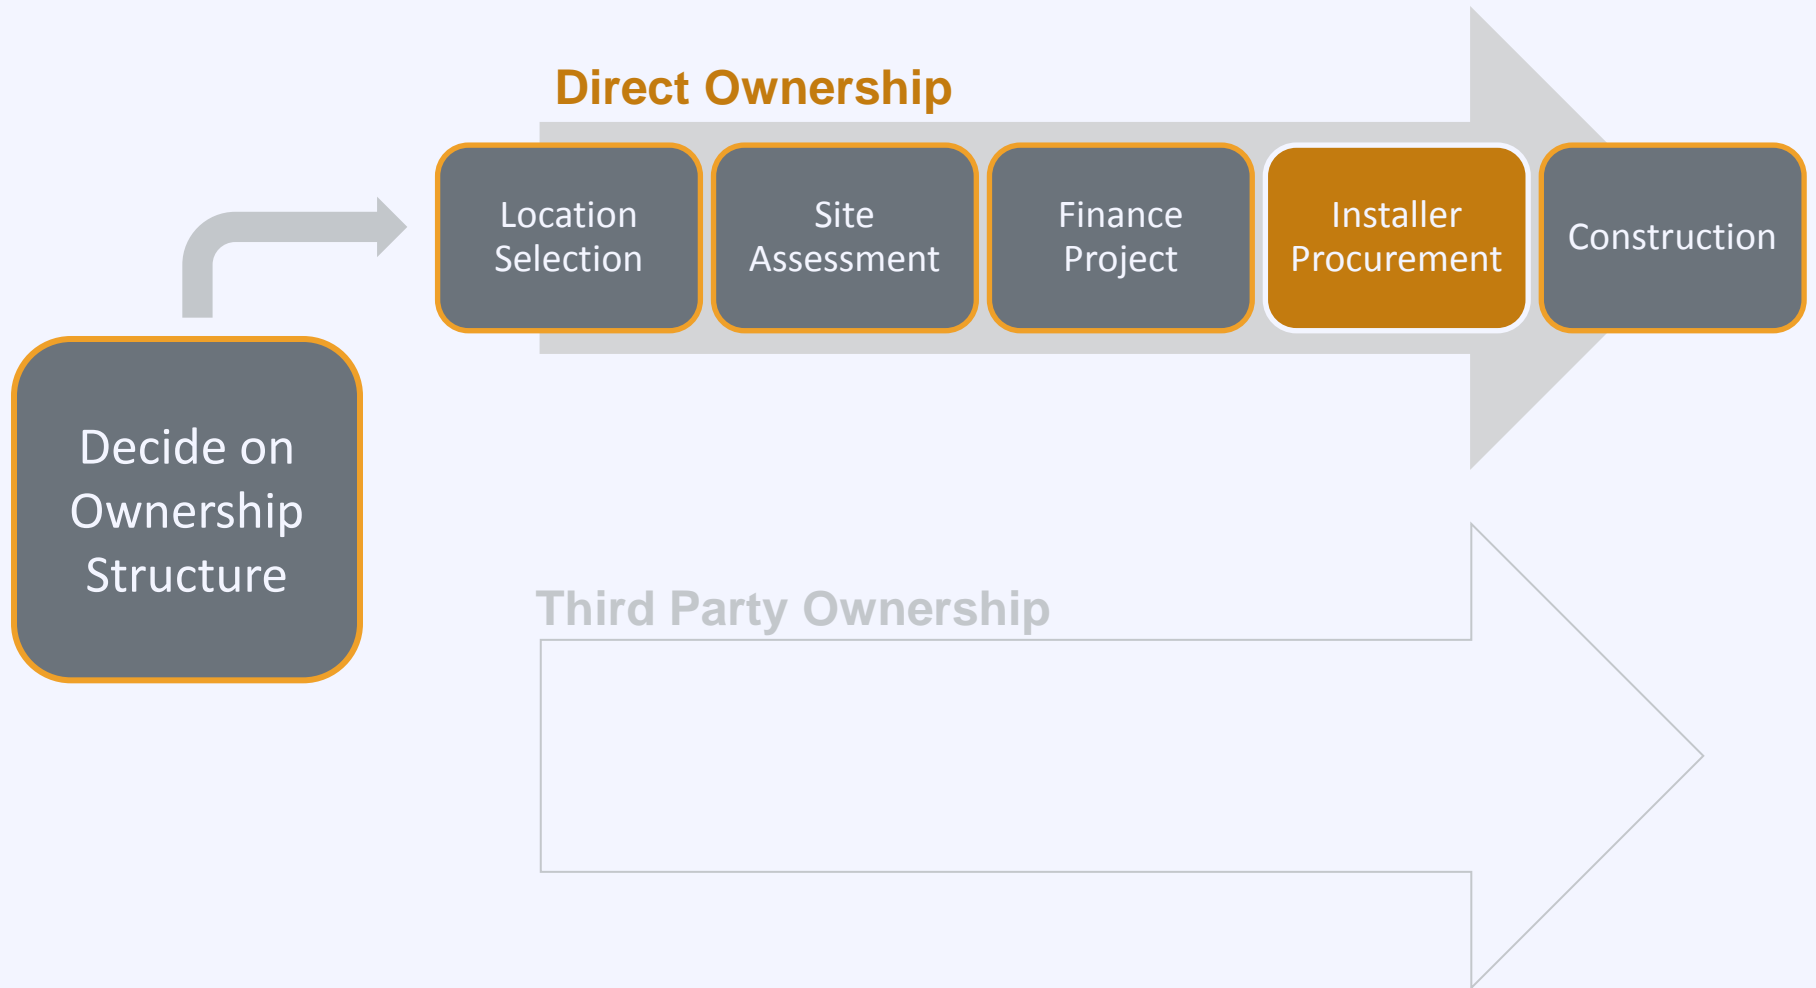 Direct Ownership
Location
Selection
Site
Assessment
Finance
Project
Installer
Procurement
Construction
Decide on
Ownership
Structure
Third Party Ownership